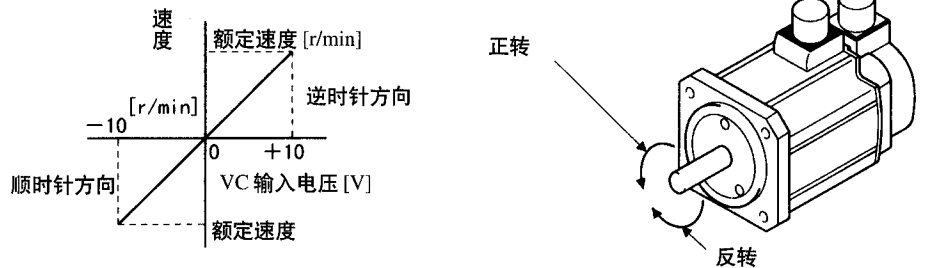 速
度
额定速度 [r/min]
逆时针方向
[r/min]
-10
0
+10
顺时针方向
VC 输入电压 [V]
额定速度
正转
反转